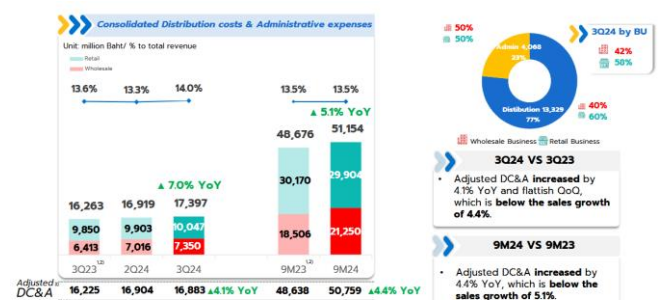 Consolidated Distribution costs & Administrative expenses
Unit: million Baht/ % to total revenue
Retail
Wholesale
13.6% 13.3% 14.0% 13.5% 13.5%
▲ 5.1% YoY
48,676 51,154
▲ 7.0% YoY
16,263 16,919 17,397
30,170 29,904
9,850 9,903 10,047
6,413 7,016 7,350
18,506 21,250
3Q23 2Q24 3Q24 9M23 9M24
Adjusted
DC&A 16,225 16,904 16,883 ▲4.1% YoY 48,638 50,759 ▲4.4% YoY
50%
50%
Admin 4,068
23%
3Q24 by BU
42%
58%
Distibution 13,329
77%
40%
60%
Wholesale Business Retail Business
3Q24 VS 3Q23
• Adjusted DC&A increased by
4.1% YoY and flattish QoQ,
which is below the sales growth
of 4.4%.
9M24 VS 9M23
• Adjusted DC&A increased by
4.4% YoY, which is below the
sales growth of 5.1%.